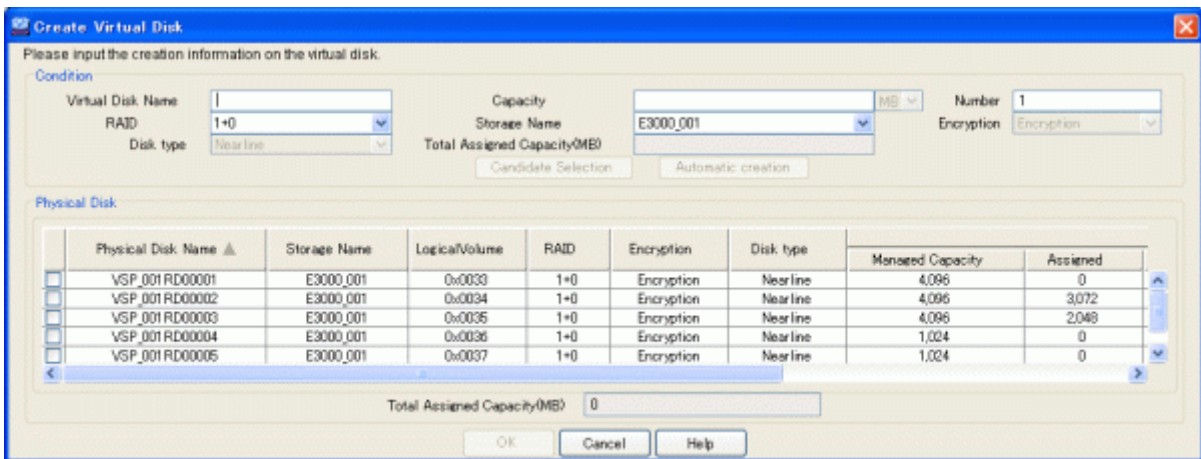 Create Virtual Disk
Please input the creation information on the virtual disk.
Condition
Virtual Disk Name Capacity MB Number 1
RAID 1+0 Storage Name E3000_001 Encryption Encryption
Disk type Nearline Total Assigned Capacity(MB)
Candidate Selection Automatic creation
Physical Disk
Physical Disk Name Storage Name LogicalVolume RAID Encryption Disk type Managed Capacity Assigned
VSP_001RD00001 E3000_001 0x0033 1+0 Encryption Nearline 4,096 0
VSP_001RD00002 E3000_001 0x0034 1+0 Encryption Nearline 4,096 3,072
VSP_001RD00003 E3000_001 0x0035 1+0 Encryption Nearline 4,096 2,048
VSP_001RD00004 E3000_001 0x0036 1+0 Encryption Nearline 1,024 0
VSP_001RD00005 E3000_001 0x0037 1+0 Encryption Nearline 1,024 0
Total Assigned Capacity(MB) 0
OK Cancel Help